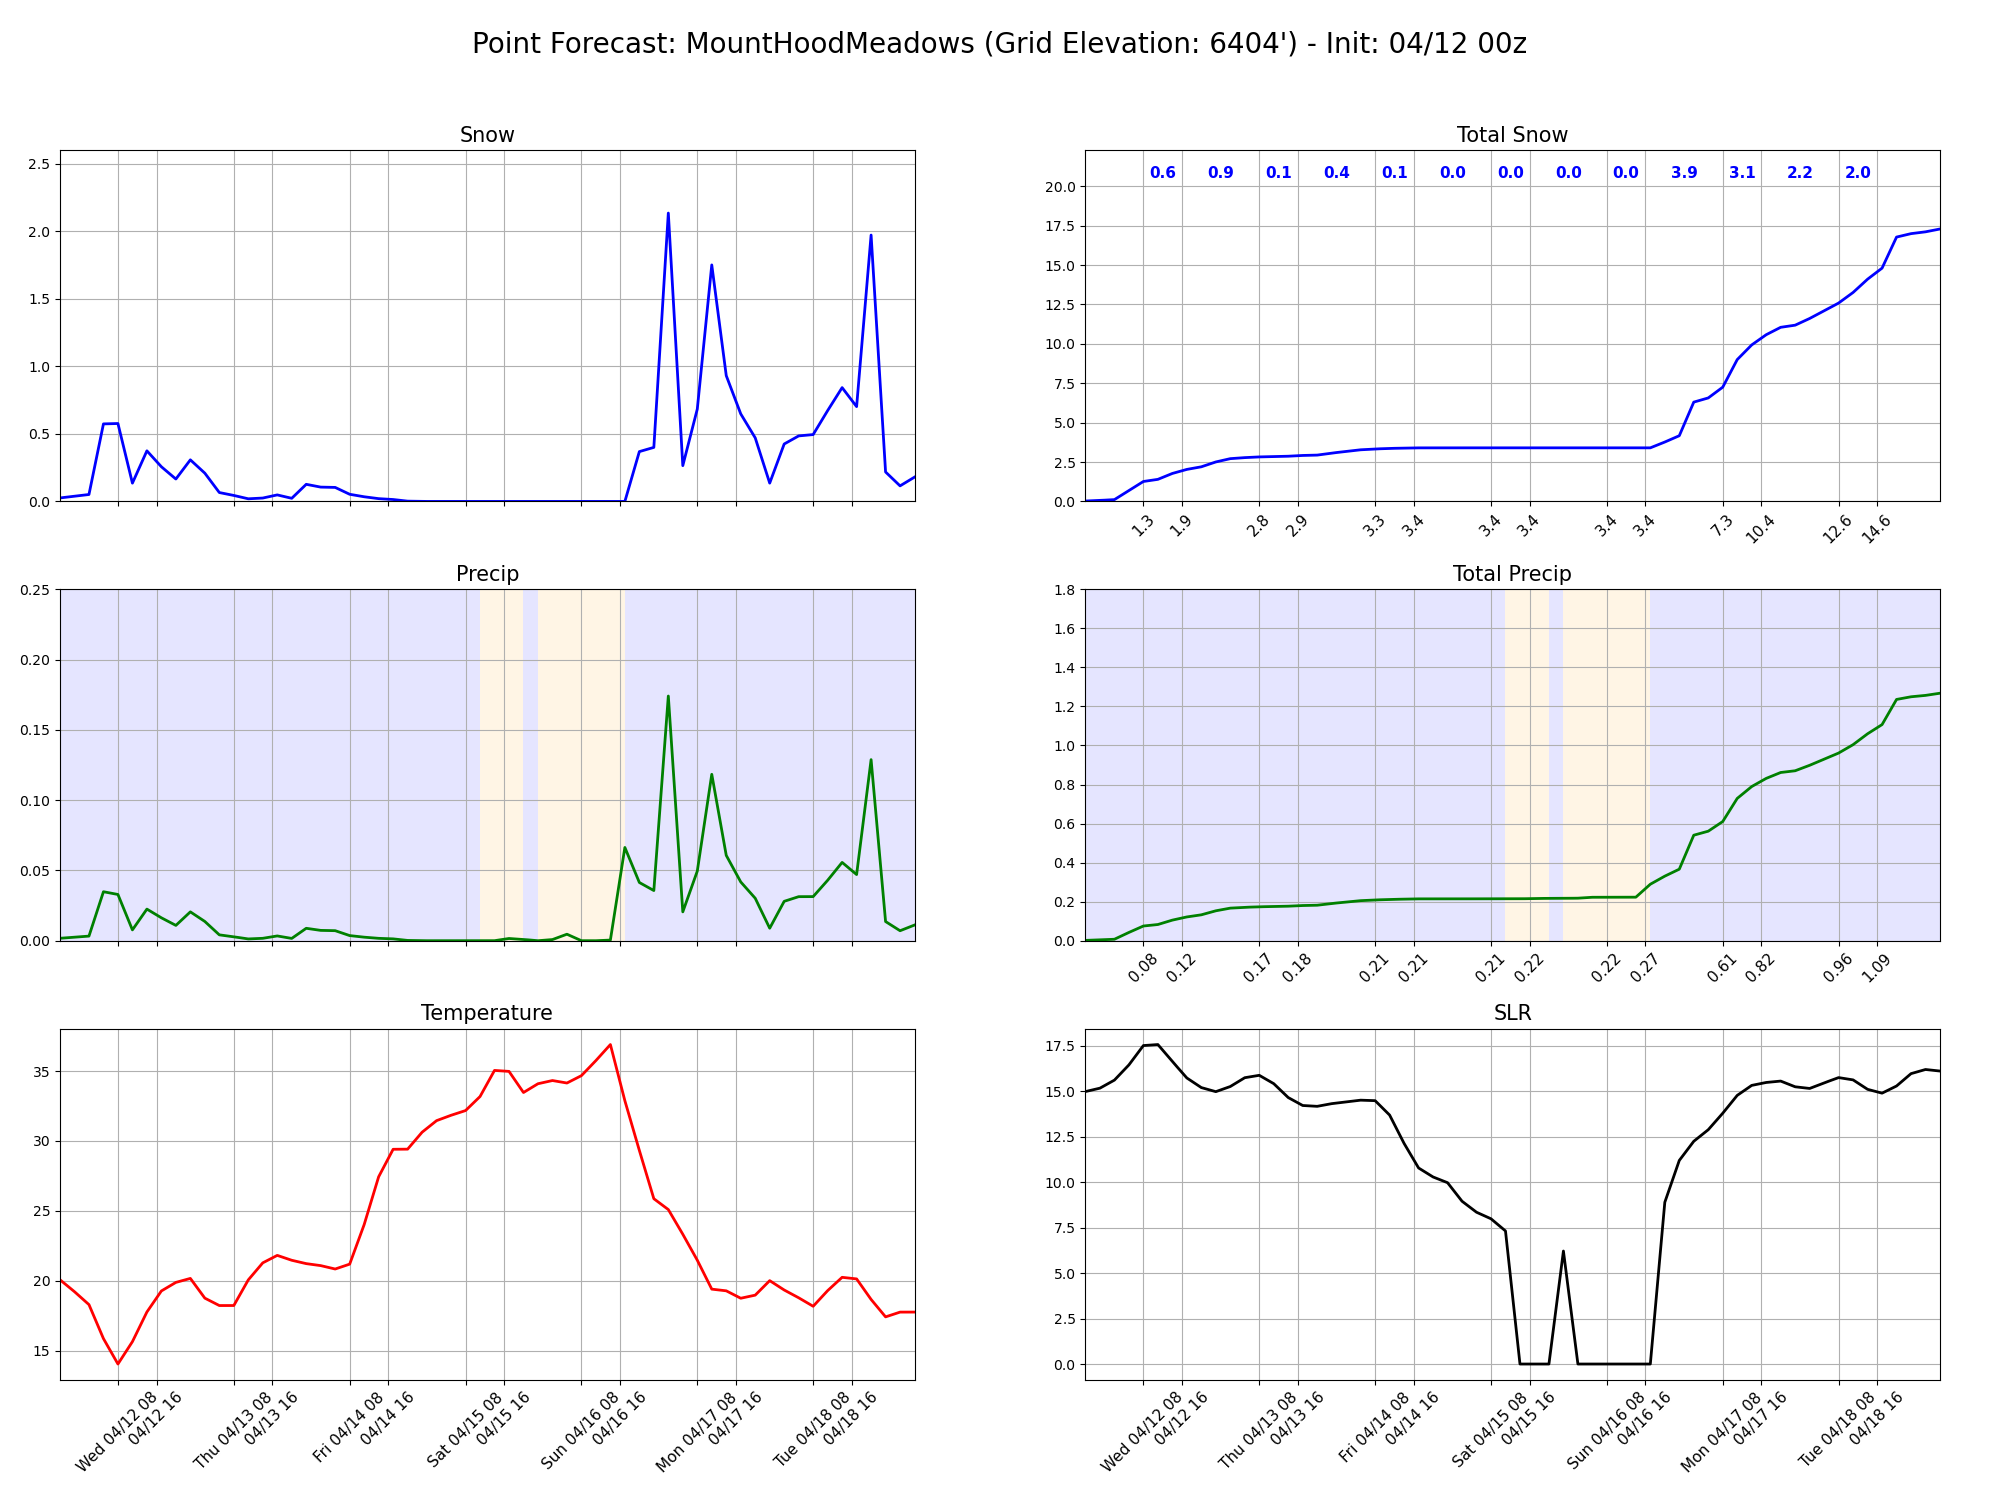 Point Forecast: MountHoodMeadows (Grid Elevation: 6404') - Init: 04/12 00z
Snow
2.5
2.0
1.5
1.0
0.5
0.0
Total Snow
0.6 0.9 0.1 0.4 0.1 0.0 0.0 0.0 0.0 3.9 3.1 2.2 2.0
20.0
17.5
15.0
12.5
10.0
7.5
5.0
2.5
0.0
1.3 1.9 2.8 2.9 3.3 3.4 3.4 3.4 3.4 3.4 7.3 10.4 12.6 14.6
Precip
0.25
0.20
0.15
0.10
0.05
0.00
Total Precip
1.8
1.6
1.4
1.2
1.0
0.8
0.6
0.4
0.2
0.0
0.08 0.12 0.17 0.18 0.21 0.21 0.21 0.22 0.22 0.27 0.61 0.82 0.96 1.09
Temperature
35
30
25
20
15
Wed 04/12 08
04/12 16
Thu 04/13 08
04/13 16
Fri 04/14 08
04/14 16
Sat 04/15 08
04/15 16
Sun 04/16 08
04/16 16
Mon 04/17 08
04/17 16
Tue 04/18 08
04/18 16
SLR
17.5
15.0
12.5
10.0
7.5
5.0
2.5
0.0
Wed 04/12 08
04/12 16
Thu 04/13 08
04/13 16
Fri 04/14 08
04/14 16
Sat 04/15 08
04/15 16
Sun 04/16 08
04/16 16
Mon 04/17 08
04/17 16
Tue 04/18 08
04/18 16